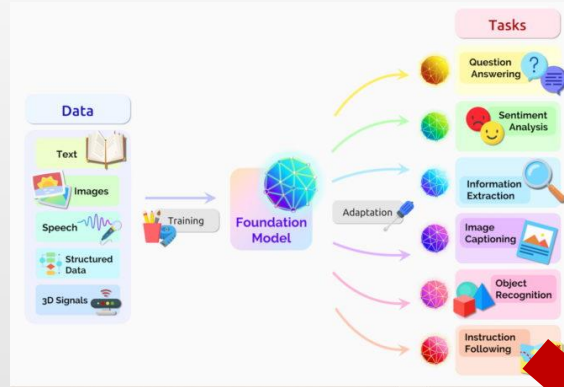 Data
Text
Images
Speech
Structured
Data
3D Signals
Training
Foundation
Model
Adaptation
Tasks
Question
Answering
Sentiment
Analysis
Information
Extraction
Image
Captioning
Object
Recognition
Instruction
Following